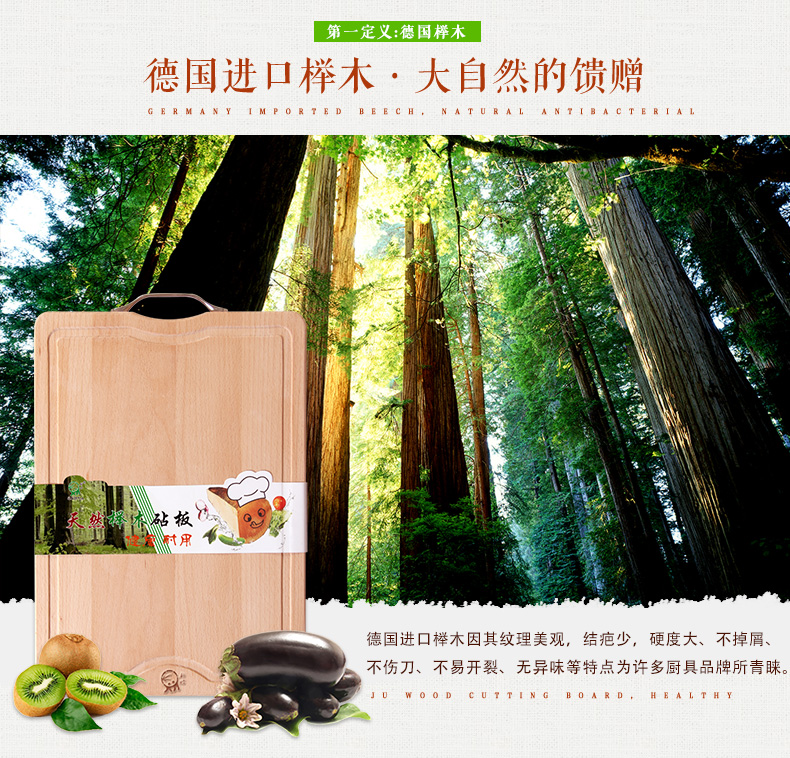 第一定义:德国榉木
德国进口榉木·大自然的馈赠
GERMANY IMPORTED BEECH, NATURAL ANTIBACTERIAL
天然榉木砧板
健康耐用
德国进口榉木因其纹理美观，结疤少，硬度大、不掉屑、
不伤刀、不易开裂、无异味等特点为许多厨具品牌所青睐。
JU WOOD CUTTING BOARD, HEALTHY